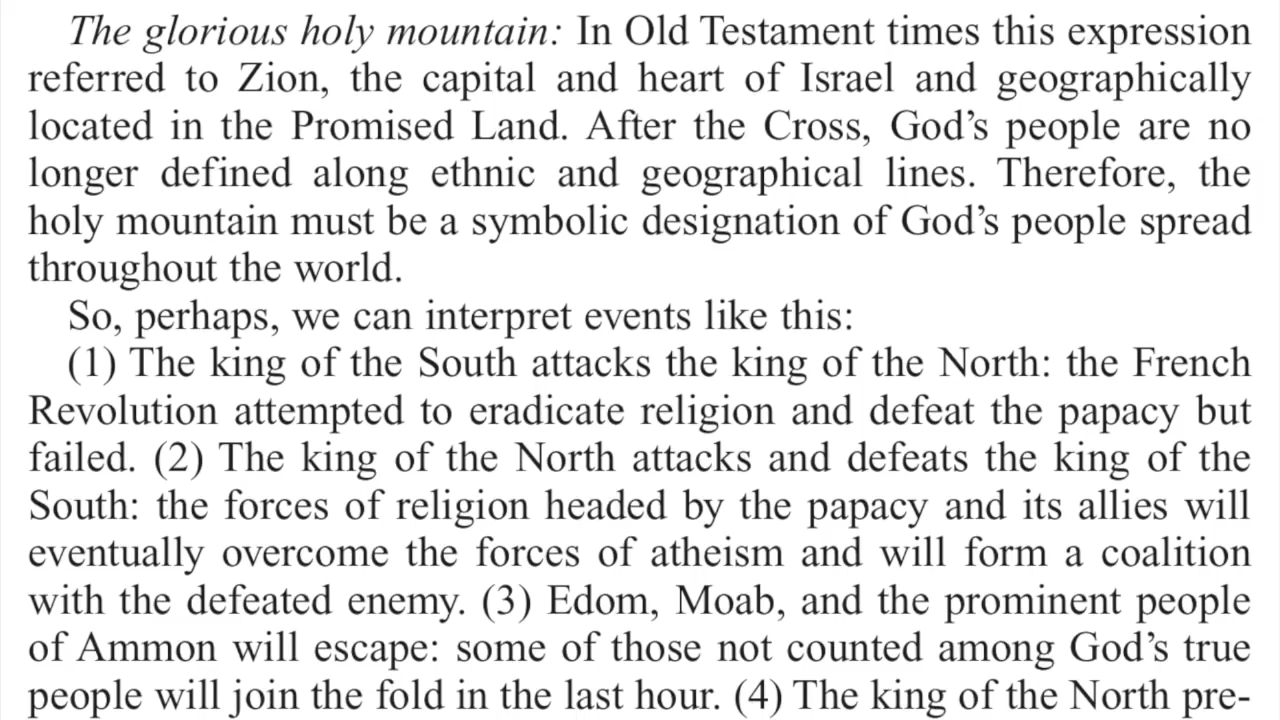 The glorious holy mountain: In Old Testament times this expression
referred to Zion, the capital and heart of Israel and geographically
located in the Promised Land. After the Cross, God’s people are no
longer defined along ethnic and geographical lines. Therefore, the
holy mountain must be a symbolic designation of God’s people spread
throughout the world.
So, perhaps, we can interpret events like this:
(1) The king of the South attacks the king of the North: the French
Revolution attempted to eradicate religion and defeat the papacy but
failed. (2) The king of the North attacks and defeats the king of the
South: the forces of religion headed by the papacy and its allies will
eventually overcome the forces of atheism and will form a coalition
with the defeated enemy. (3) Edom, Moab, and the prominent people
of Ammon will escape: some of those not counted among God’s true
people will join the fold in the last hour. (4) The king of the North pre-